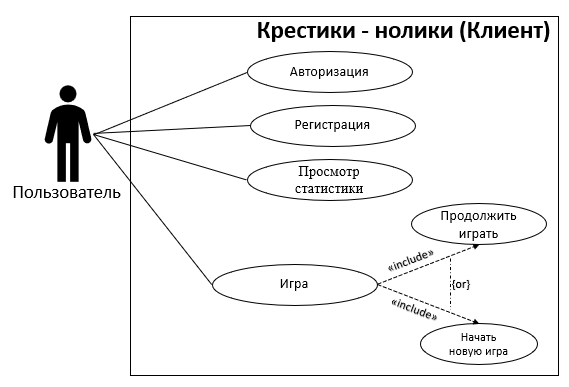 Крестики - нолики (Клиент)
Авторизация
Регистрация
Просмотр
статистики
Пользователь
Продолжить
играть
«include»
Игра
{or}
«include»
Начать
новую игра